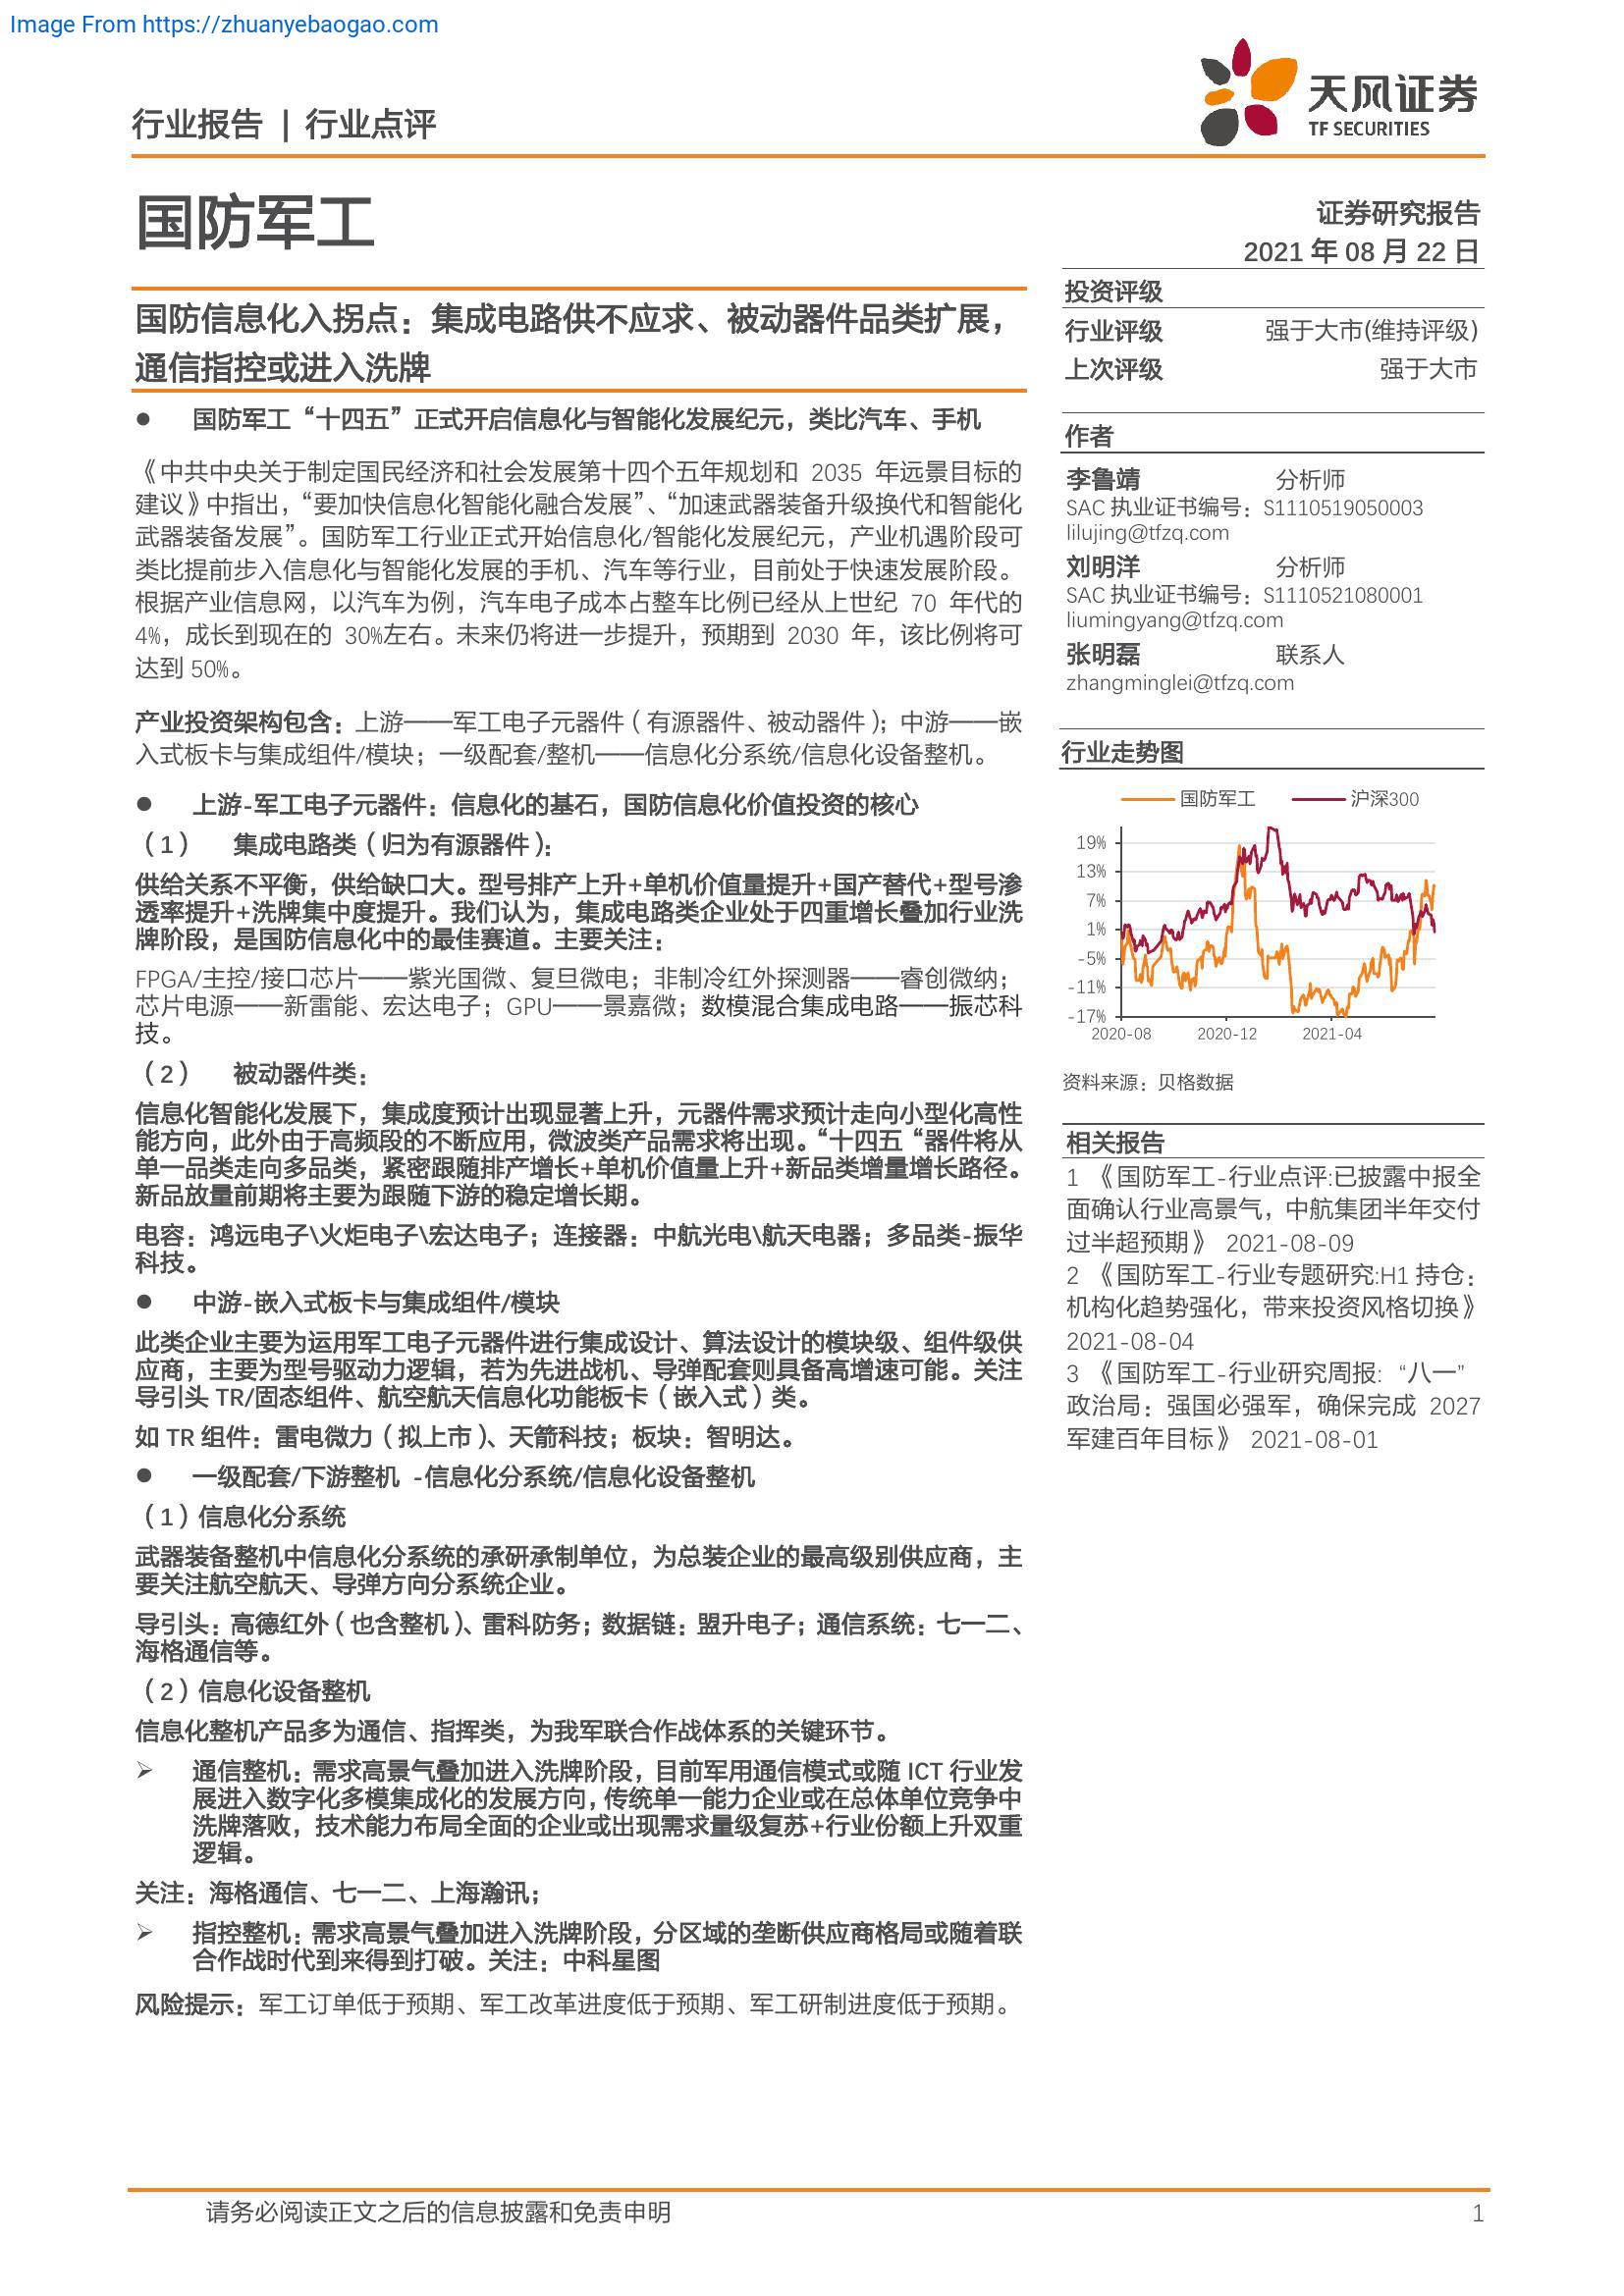 Image From https://zhuanyebaogao.com
天风证券
TF SECURITIES
行业报告 | 行业点评
国防军工
证券研究报告
2021 年 08 月 22 日
国防信息化入拐点：集成电路供不应求、被动器件品类扩展，
通信指控或进入洗牌
● 国防军工“十四五”正式开启信息化与智能化发展纪元，类比汽车、手机
《中共中央关于制定国民经济和社会发展第十四个五年规划和 2035 年远景目标的
建议》中指出，“要加快信息化智能化融合发展”、“加速武器装备升级换代和智能化
武器装备发展”。国防军工行业正式开始信息化/智能化发展纪元，产业机遇阶段可
类比提前步入信息化与智能化发展的手机、汽车等行业，目前处于快速发展阶段。
根据产业信息网，以汽车为例，汽车电子成本占整车比例已经从上世纪 70 年代的
4%，成长到现在的 30%左右。未来仍将进一步提升，预期到 2030 年，该比例将可
达到 50%。
产业投资架构包含：上游——军工电子元器件（有源器件、被动器件）；中游——嵌
入式板卡与集成组件/模块；一级配套/整机——信息化分系统/信息化设备整机。
● 上游-军工电子元器件：信息化的基石，国防信息化价值投资的核心
（1） 集成电路类（归为有源器件）：
供给关系不平衡，供给缺口大。型号排产上升+单机价值量提升+国产替代+型号渗
透率提升+洗牌集中度提升。我们认为，集成电路类企业处于四重增长叠加行业洗
牌阶段，是国防信息化中的最佳赛道。主要关注：
FPGA/主控/接口芯片——紫光国微、复旦微电；非制冷红外探测器——睿创微纳；
芯片电源——新雷能、宏达电子；GPU——景嘉微；数模混合集成电路——振芯科
技。
（2） 被动器件类：
信息化智能化发展下，集成度预计出现显著上升，元器件需求预计走向小型化高性
能方向，此外由于高频段的不断应用，微波类产品需求将出现。“十四五“器件将从
单一品类走向多品类，紧密跟随排产增长+单机价值量上升+新品类增量增长路径。
新品放量前期将主要为跟随下游的稳定增长期。
电容：鸿远电子\火炬电子\宏达电子；连接器：中航光电\航天电器；多品类-振华
科技。
● 中游-嵌入式板卡与集成组件/模块
此类企业主要为运用军工电子元器件进行集成设计、算法设计的模块级、组件级供
应商，主要为型号驱动力逻辑，若为先进战机、导弹配套则具备高增速可能。关注
导引头 TR/固态组件、航空航天信息化功能板卡（嵌入式）类。
如 TR 组件：雷电微力（拟上市）、天箭科技；板块：智明达。
● 一级配套/下游整机 -信息化分系统/信息化设备整机
（1）信息化分系统
武器装备整机中信息化分系统的承研承制单位，为总装企业的最高级别供应商，主
要关注航空航天、导弹方向分系统企业。
导引头：高德红外（也含整机）、雷科防务；数据链：盟升电子；通信系统：七一二、
海格通信等。
（2）信息化设备整机
信息化整机产品多为通信、指挥类，为我军联合作战体系的关键环节。
➢ 通信整机：需求高景气叠加进入洗牌阶段，目前军用通信模式或随 ICT 行业发
展进入数字化多模集成化的发展方向，传统单一能力企业或在总体单位竞争中
洗牌落败，技术能力布局全面的企业或出现需求量级复苏+行业份额上升双重
逻辑。
关注：海格通信、七一二、上海瀚讯；
➢ 指控整机：需求高景气叠加进入洗牌阶段，分区域的垄断供应商格局或随着联
合作战时代到来得到打破。关注：中科星图
风险提示：军工订单低于预期、军工改革进度低于预期、军工研制进度低于预期。
投资评级
行业评级 强于大市(维持评级)
上次评级 强于大市
作者
李鲁靖 分析师
SAC 执业证书编号：S1110519050003
lilujing@tfzq.com
刘明洋 分析师
SAC 执业证书编号：S1110521080001
liumingyang@tfzq.com
张明磊 联系人
zhangminglei@tfzq.com
行业走势图
国防军工 沪深300
19%
13%
7%
1%
-5%
-11%
-17%
2020-08 2020-12 2021-04
资料来源：贝格数据
相关报告
1 《国防军工-行业点评:已披露中报全
面确认行业高景气，中航集团半年交付
过半超预期》 2021-08-09
2 《国防军工-行业专题研究:H1 持仓：
机构化趋势强化，带来投资风格切换》
2021-08-04
3 《国防军工-行业研究周报: “八一”
政治局：强国必强军，确保完成 2027
军建百年目标》 2021-08-01
请务必阅读正文之后的信息披露和免责申明 1